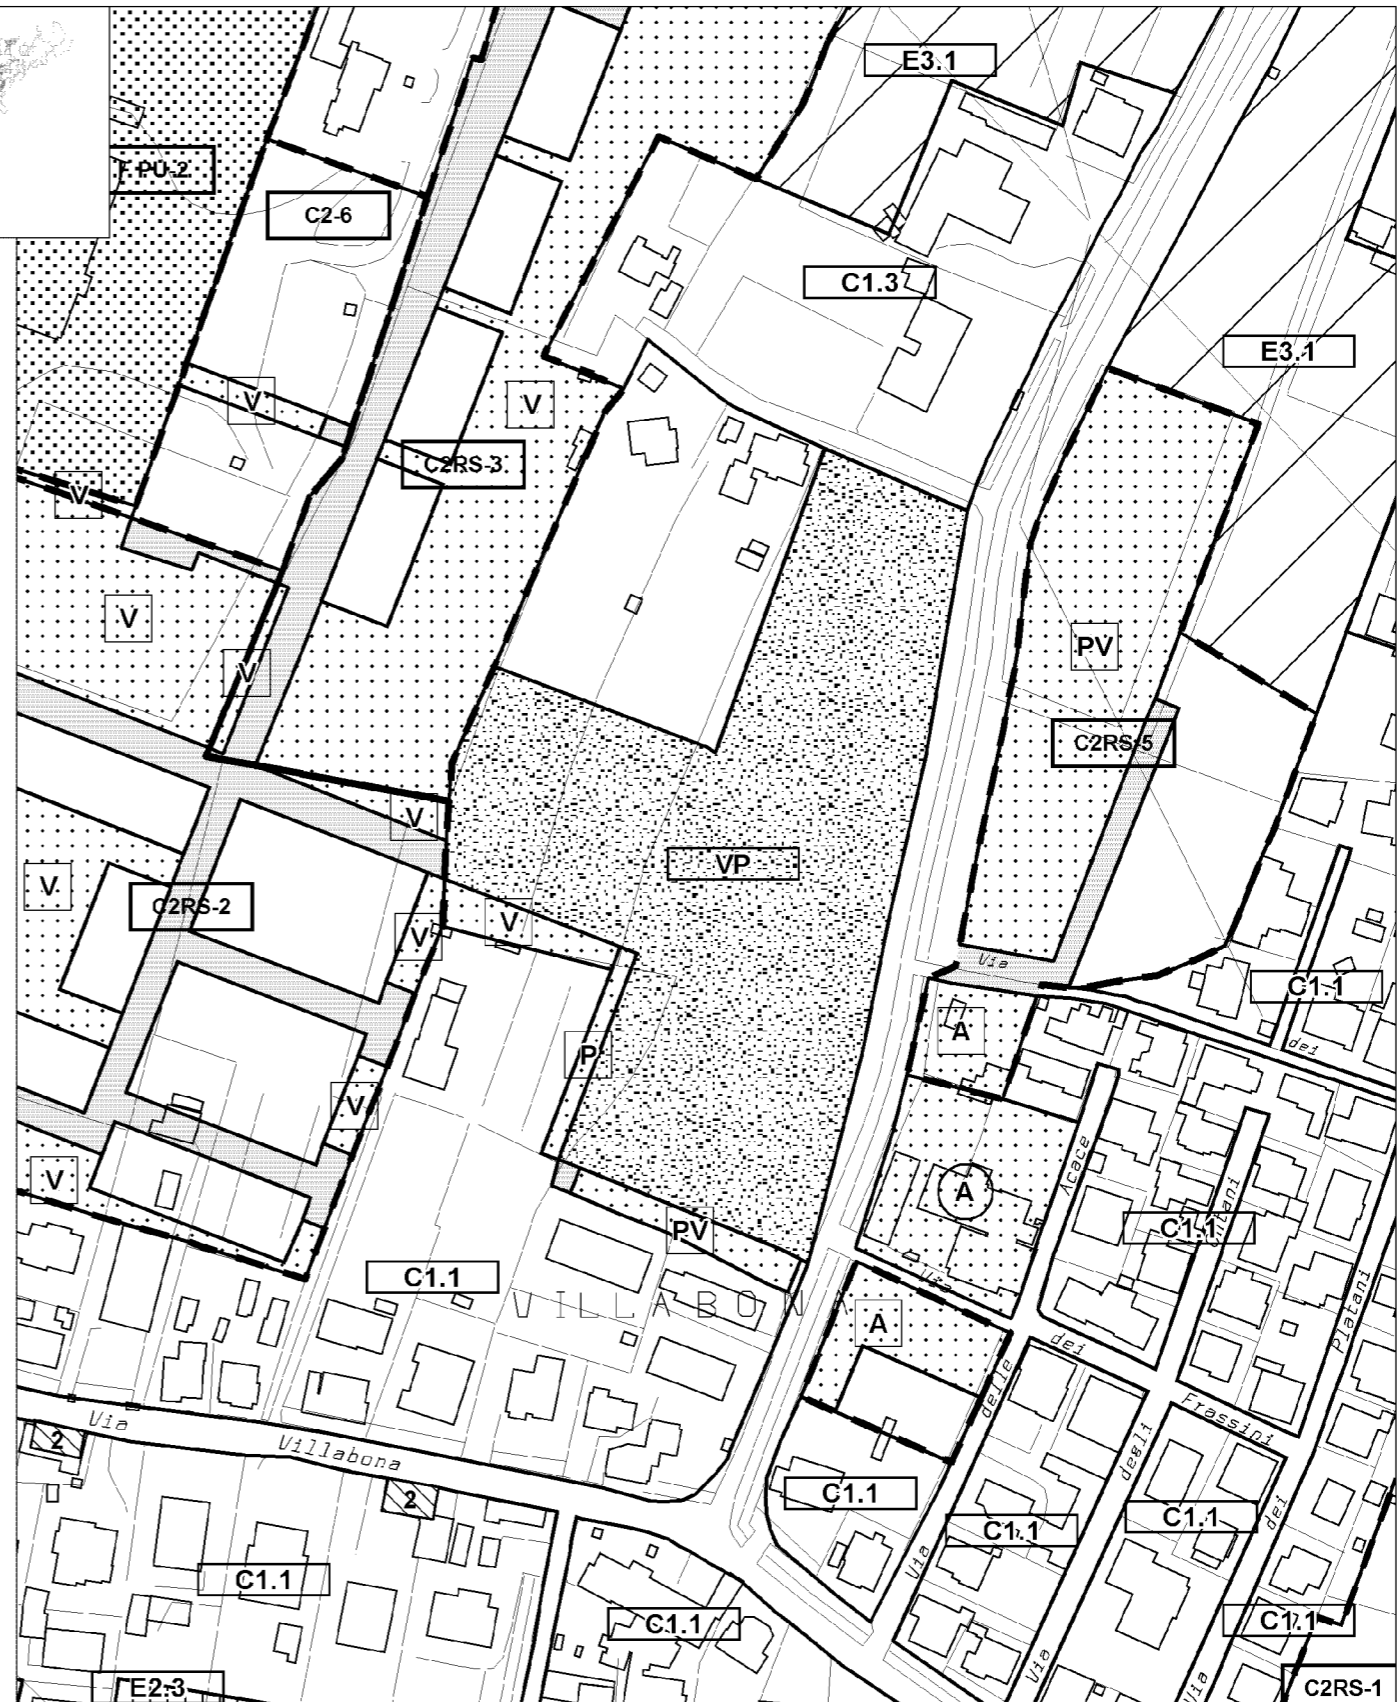 E3.1
PU-2
C2-6
C1.3
E3.1
V
V
C2RS-3
V
V
PV
V
C2RS-5
V
VP
V
C2RS-2
V
V
Via
C1.1
A
dei
P
V
Acace
V
A
C1.1
PV
C1.1
Via
VILLABONA
A
Platani
dei
delle
Frassini
Via
Villabona
2
degli
2
C1.1
C1.1
C1.1
dei
Via
C1.1
C1.1
C1.1
Via
E2.3
Via
C2RS-1